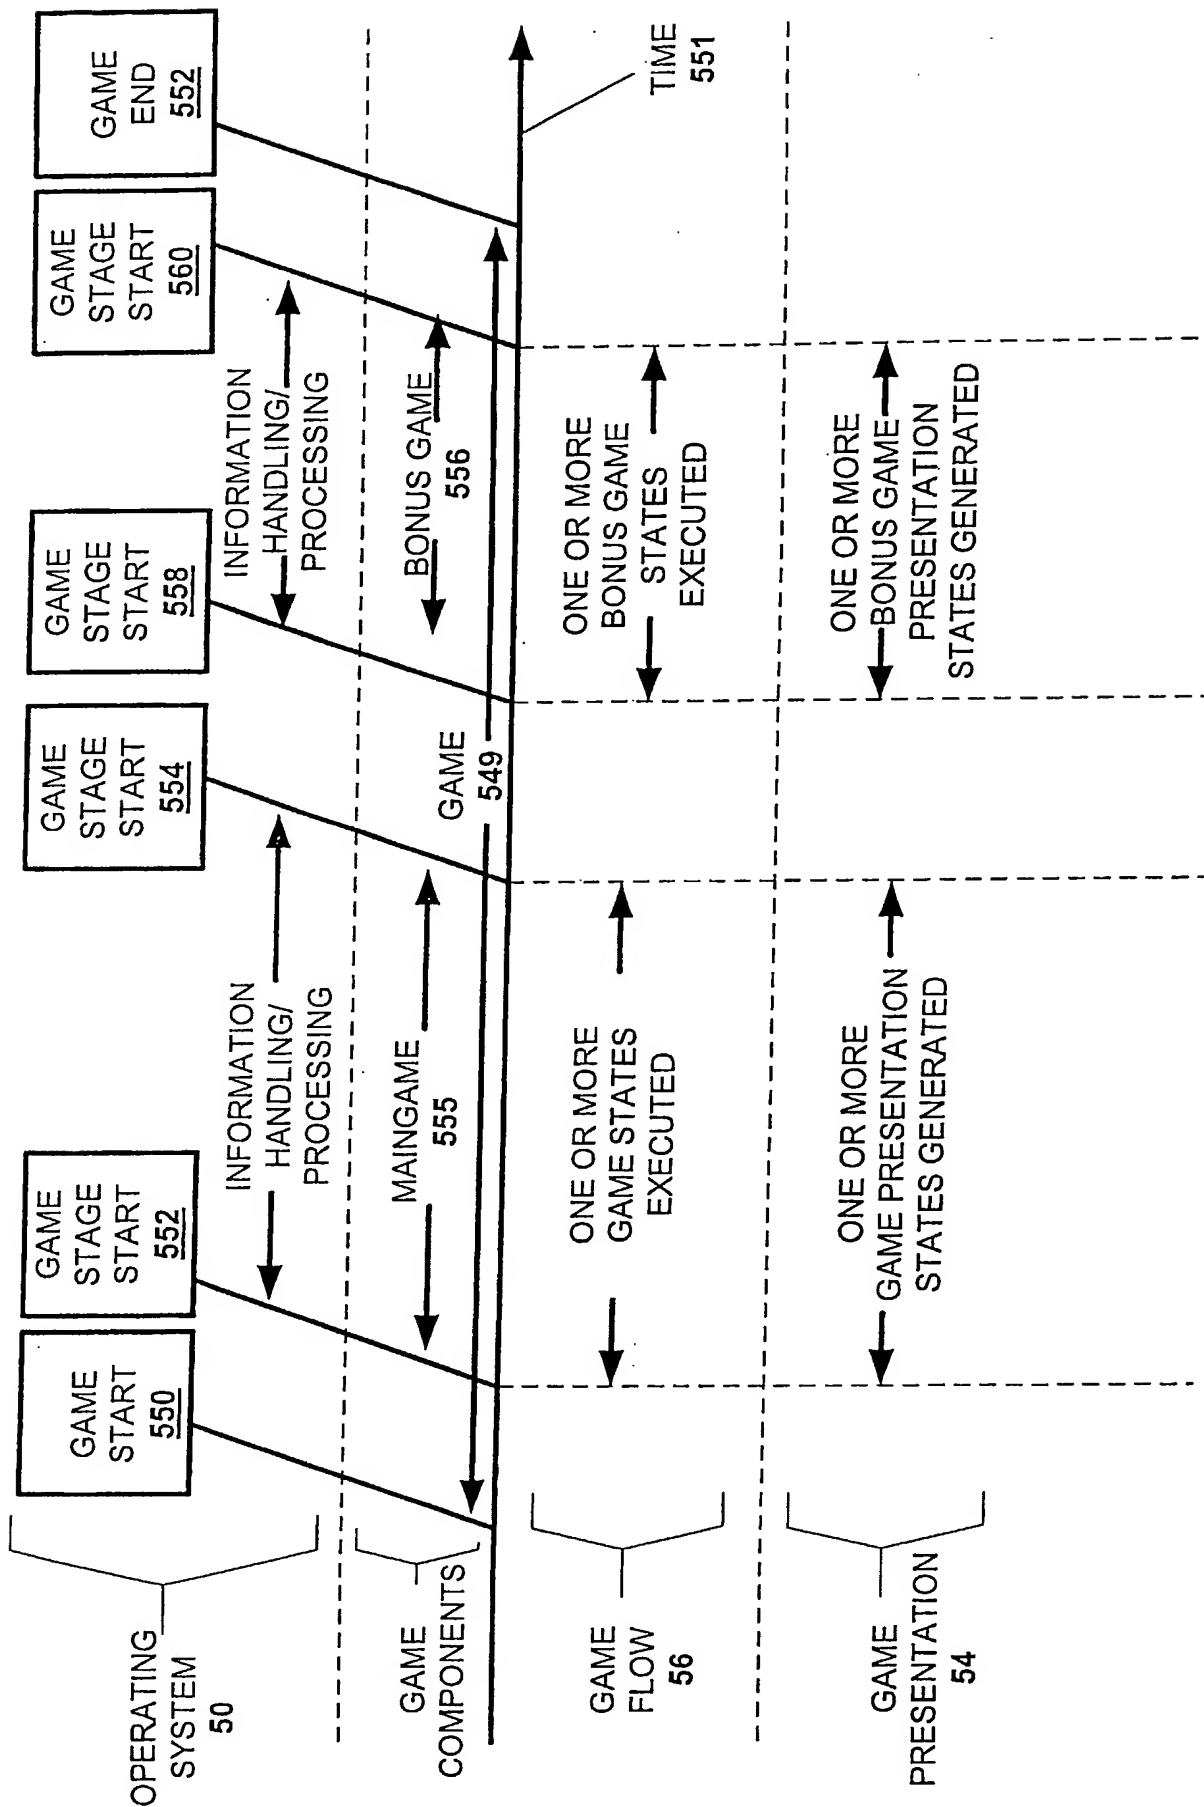 OPERATING
SYSTEM
50
GAME
START
550
GAME
STAGE
START
552
GAME
STAGE
START
554
GAME
STAGE
START
558
GAME
STAGE
START
560
GAME
END
552
INFORMATION
HANDLING/
PROCESSING
INFORMATION
HANDLING/
PROCESSING
GAME
COMPONENTS
MAINGAME
555
GAME
549
BONUS GAME
556
TIME
551
GAME
FLOW
56
ONE OR MORE
GAME STATES
EXECUTED
ONE OR MORE
BONUS GAME
STATES
EXECUTED
GAME
PRESENTATION
54
ONE OR MORE
GAME PRESENTATION
STATES GENERATED
ONE OR MORE
BONUS GAME
PRESENTATION
STATES GENERATED